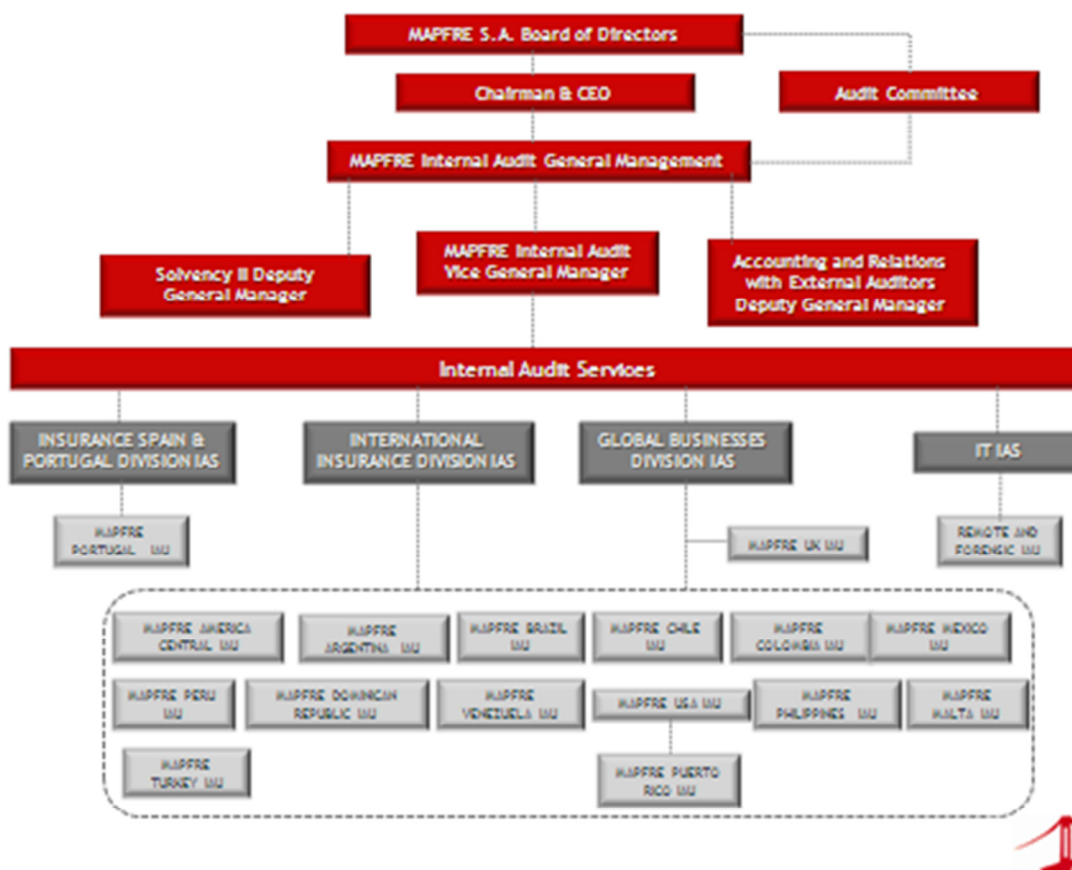 MAPFRE S.A. Board of Directors
Chairman & CEO
Audit Committee
MAPFRE Internal Audit General Management
Solvency II Deputy
General Manager
MAPFRE Internal Audit
Vice General Manager
Accounting and Relations
with External Auditors
Deputy General Manager
Internal Audit Services
INSURANCE SPAIN &
PORTUGAL DIVISION IAS
INTERNATIONAL
INSURANCE DIVISION IAS
GLOBAL BUSINESSES
DIVISION IAS
IT IAS
MAPFRE
PORTUGAL IAU
MAPFRE UK IAU
REMOTE AND
FORENSIC IAU
MAPFRE AMERICA
CENTRAL IAU
MAPFRE
ARGENTINA IAU
MAPFRE BRAZIL
IAU
MAPFRE CHILE
IAU
MAPFRE
COLOMBIA IAU
MAPFRE MEXICO
IAU
MAPFRE PERU
IAU
MAPFRE DOMINICAN
REPUBLIC IAU
MAPFRE
VENEZUELA IAU
MAPFRE USA IAU
MAPFRE
PHILIPPINES IAU
MAPFRE
MALTA IAU
MAPFRE
TURKEY IAU
MAPFRE PUERTO
RICO IAU